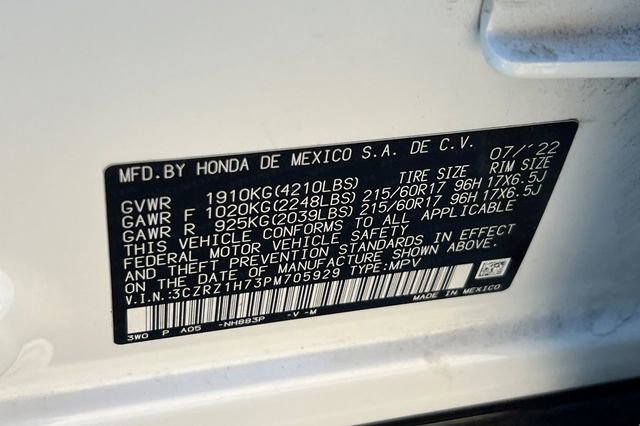 MFD.BY HONDA DE MEXICO S.A. DE C.V. 07/'22
TIRE SIZE RIM SIZE
GVWR 1910KG(4210LBS)
GAWR F 1020KG(2248LBS) 215/60R17 96H 17X6.5J
GAWR R 925KG(2039LBS) 215/60R17 96H 17X6.5J
THIS VEHICLE CONFORMS TO ALL APPLICABLE
FEDERAL MOTOR VEHICLE SAFETY
AND THEFT PREVENTION STANDARDS IN EFFECT
ON THE DATE OF MANUFACTURE SHOWN ABOVE.
V.I.N.:3CZRZ1H73PM705929 TYPE:MPV
3W0 P A05 -NH883P -V -M MADE IN MEXICO